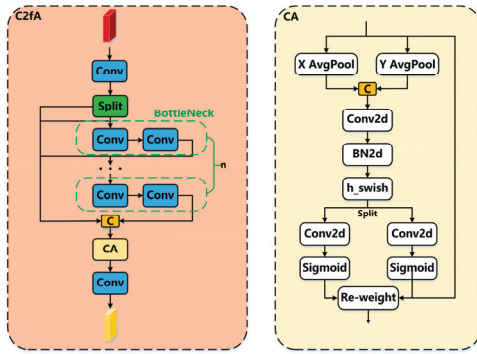 C2fA
Conv
Split
BottleNeck
Conv
Conv
n
Conv
Conv
C
CA
Conv
CA
X AvgPool
Y AvgPool
C
Conv2d
BN2d
h_swish
Split
Conv2d
Conv2d
Sigmoid
Sigmoid
Re-weight